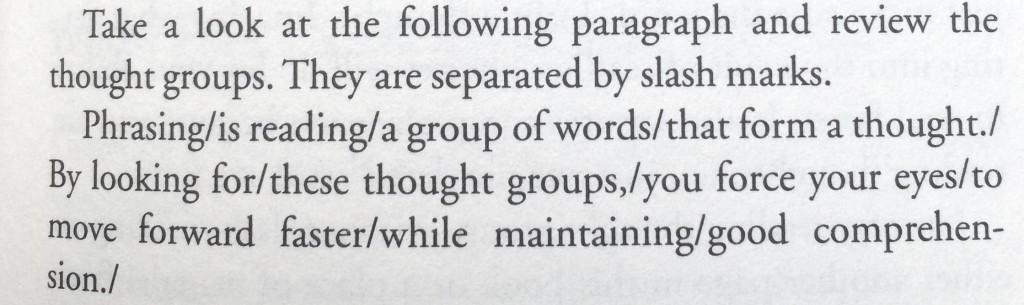 Take a look at the following paragraph and review the
thought groups. They are separated by slash marks.
Phrasing/is reading/a group of words/that form a thought./
By looking for/these thought groups,/you force your eyes/to
move forward faster/while maintaining/good comprehen-
sion./